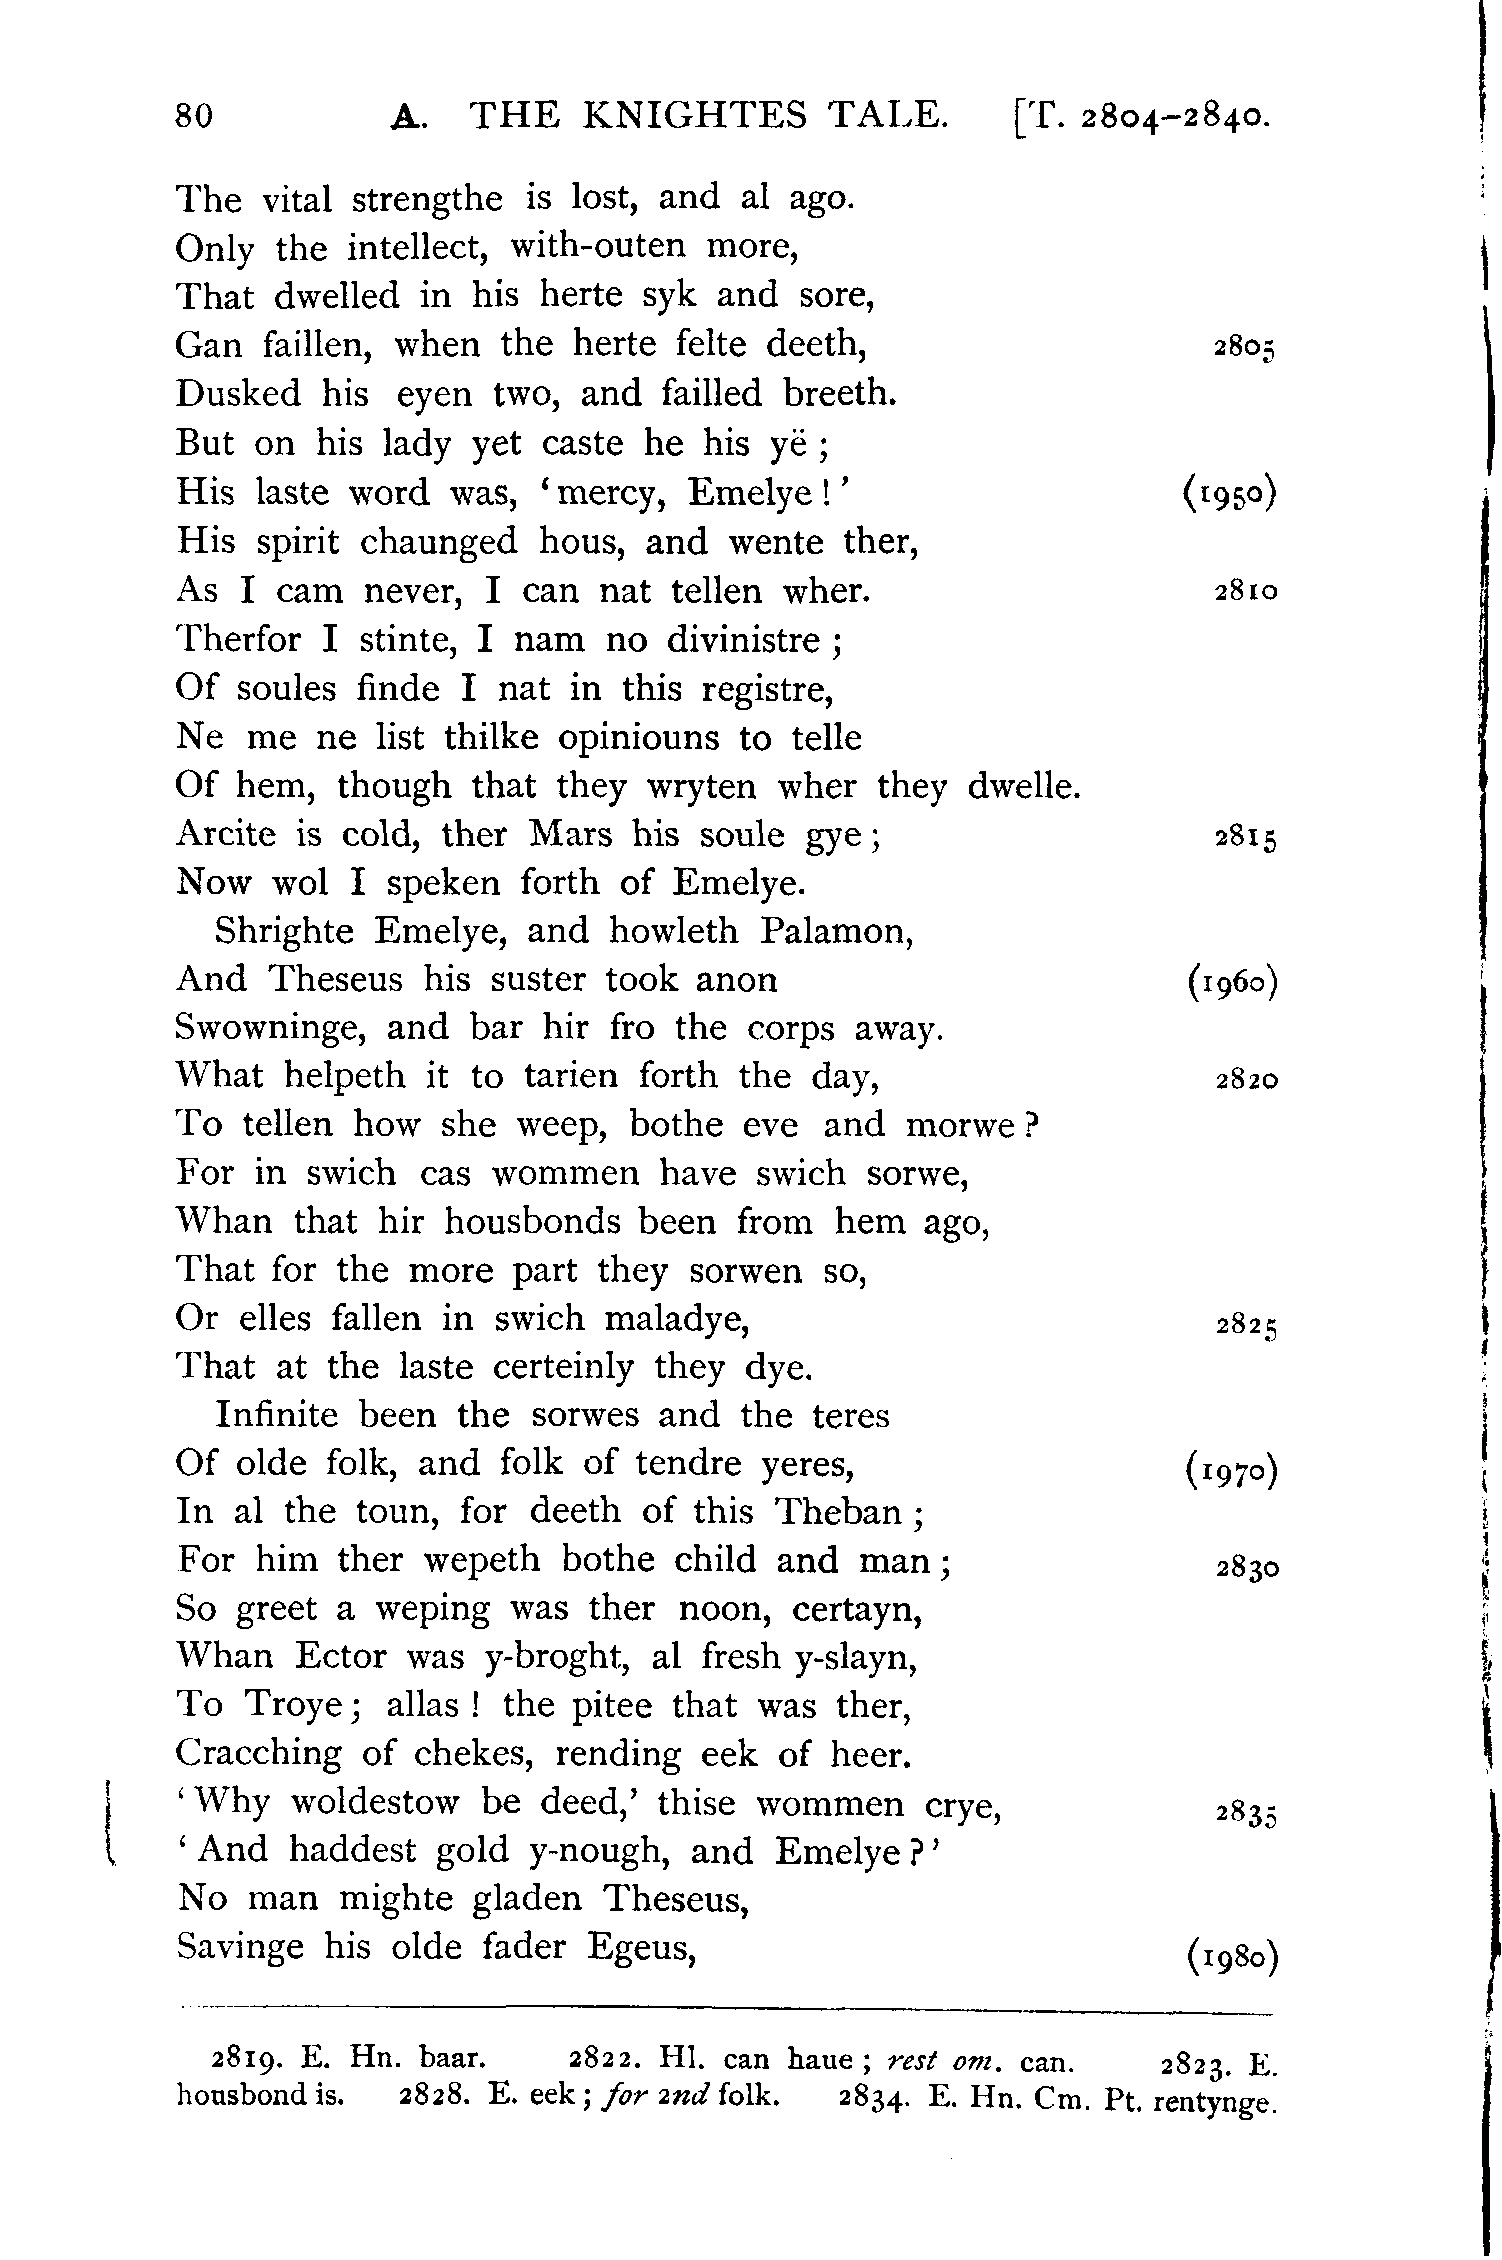 80 A. THE KNIGHTES TALE. [T. 2804–2840.
The vital strengthe is lost, and al ago.
Only the intellect, with-outen more,
That dwelled in his herte syk and sore,
Gan faillen, when the herte felte deeth, 2805
Dusked his eyen two, and failled breeth.
But on his lady yet caste he his yë ;
His laste word was, ‘ mercy, Emelye ! ’ (1950)
His spirit chaunged hous, and wente ther,
As I cam never, I can nat tellen wher. 2810
Therfor I stinte, I nam no divinistre ;
Of soules finde I nat in this registre,
Ne me ne list thilke opiniouns to telle
Of hem, though that they wryten wher they dwelle.
Arcite is cold, ther Mars his soule gye ; 2815
Now wol I speken forth of Emelye.
Shrighte Emelye, and howleth Palamon,
And Theseus his suster took anon (1960)
Swowninge, and bar hir fro the corps away.
What helpeth it to tarien forth the day, 2820
To tellen how she weep, bothe eve and morwe ?
For in swich cas wommen have swich sorwe,
Whan that hir housbonds been from hem ago,
That for the more part they sorwen so,
Or elles fallen in swich maladye, 2825
That at the laste certeinly they dye.
Infinite been the sorwes and the teres
Of olde folk, and folk of tendre yeres, (1970)
In al the toun, for deeth of this Theban ;
For him ther wepeth bothe child and man ; 2830
So greet a weping was ther noon, certayn,
Whan Ector was y-broght, al fresh y-slayn,
To Troye ; allas ! the pitee that was ther,
Cracching of chekes, rending eek of heer.
‘ Why woldestow be deed,’ thise wommen crye, 2835
‘ And haddest gold y-nough, and Emelye ? ’
No man mighte gladen Theseus,
Savinge his olde fader Egeus, (1980)
2819. E. Hn. baar. 2822. Hl. can haue ; rest om. can. 2823. E.
housbond is. 2828. E. eek ; for 2nd folk. 2834. E. Hn. Cm. Pt. rentynge.